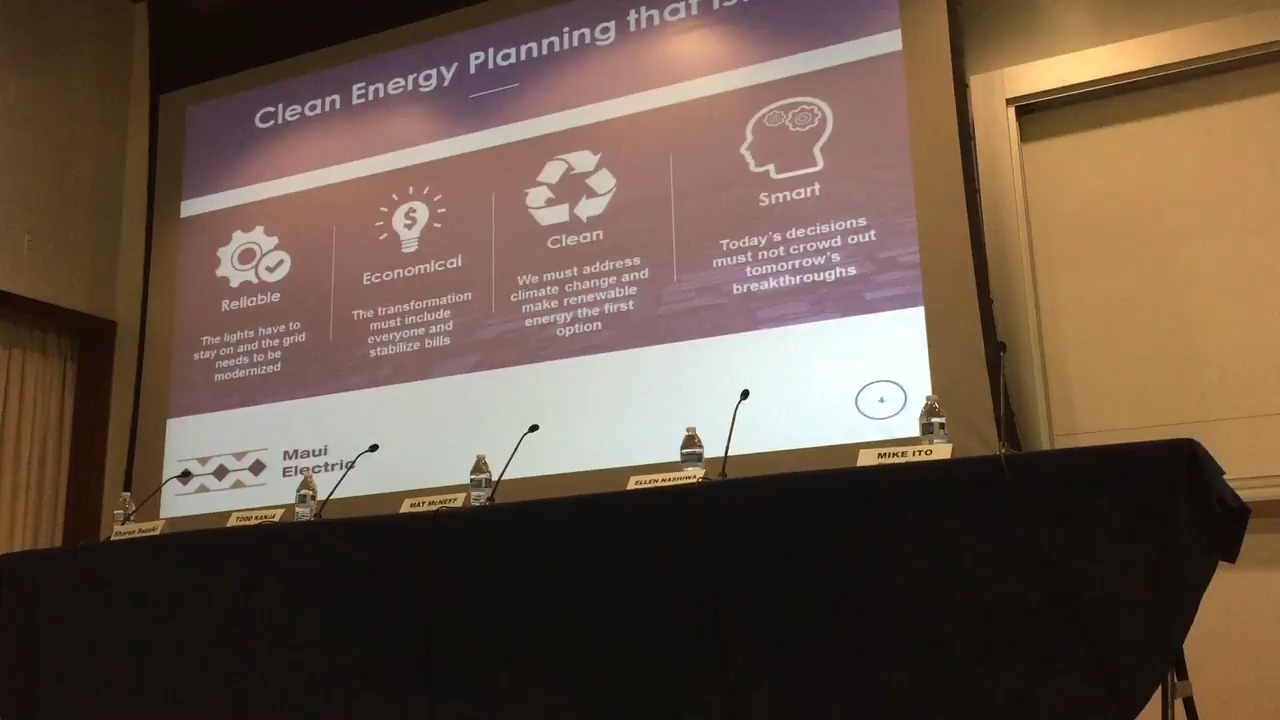 Clean Energy Planning that
Reliable
The lights have to
stay on and the grid
needs to be
modernized
Economical
The transformation
must include
everyone and
stabilize bills
Clean
We must address
climate change and
make renewable
energy the first
option
Smart
Today's decisions
must not crowd out
tomorrow's
breakthroughs
4
Maui
Electric
Sharon Suzuki
TODD KANJA
MAT McNEFF
ELLEN NASHIWA
MIKE ITO